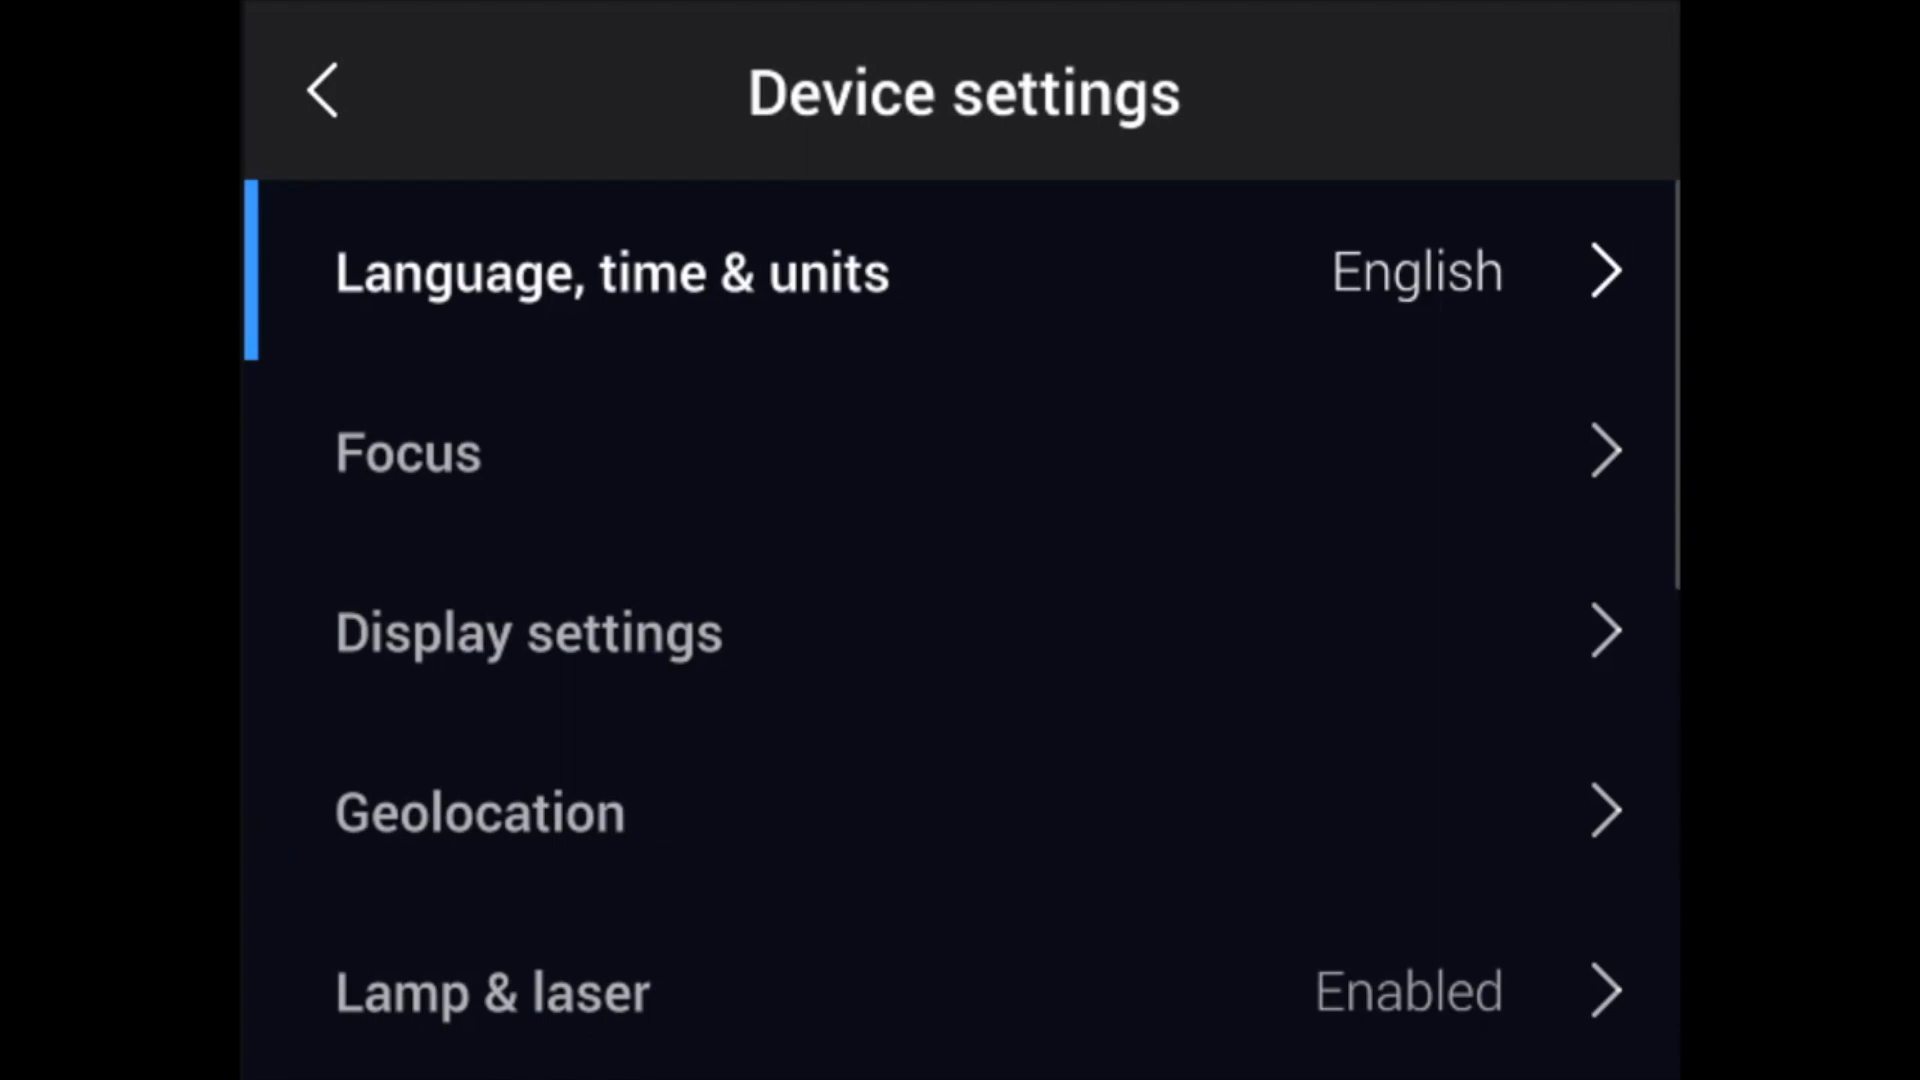 Device settings
Language, time & units English
Focus
Display settings
Geolocation
Lamp & laser Enabled